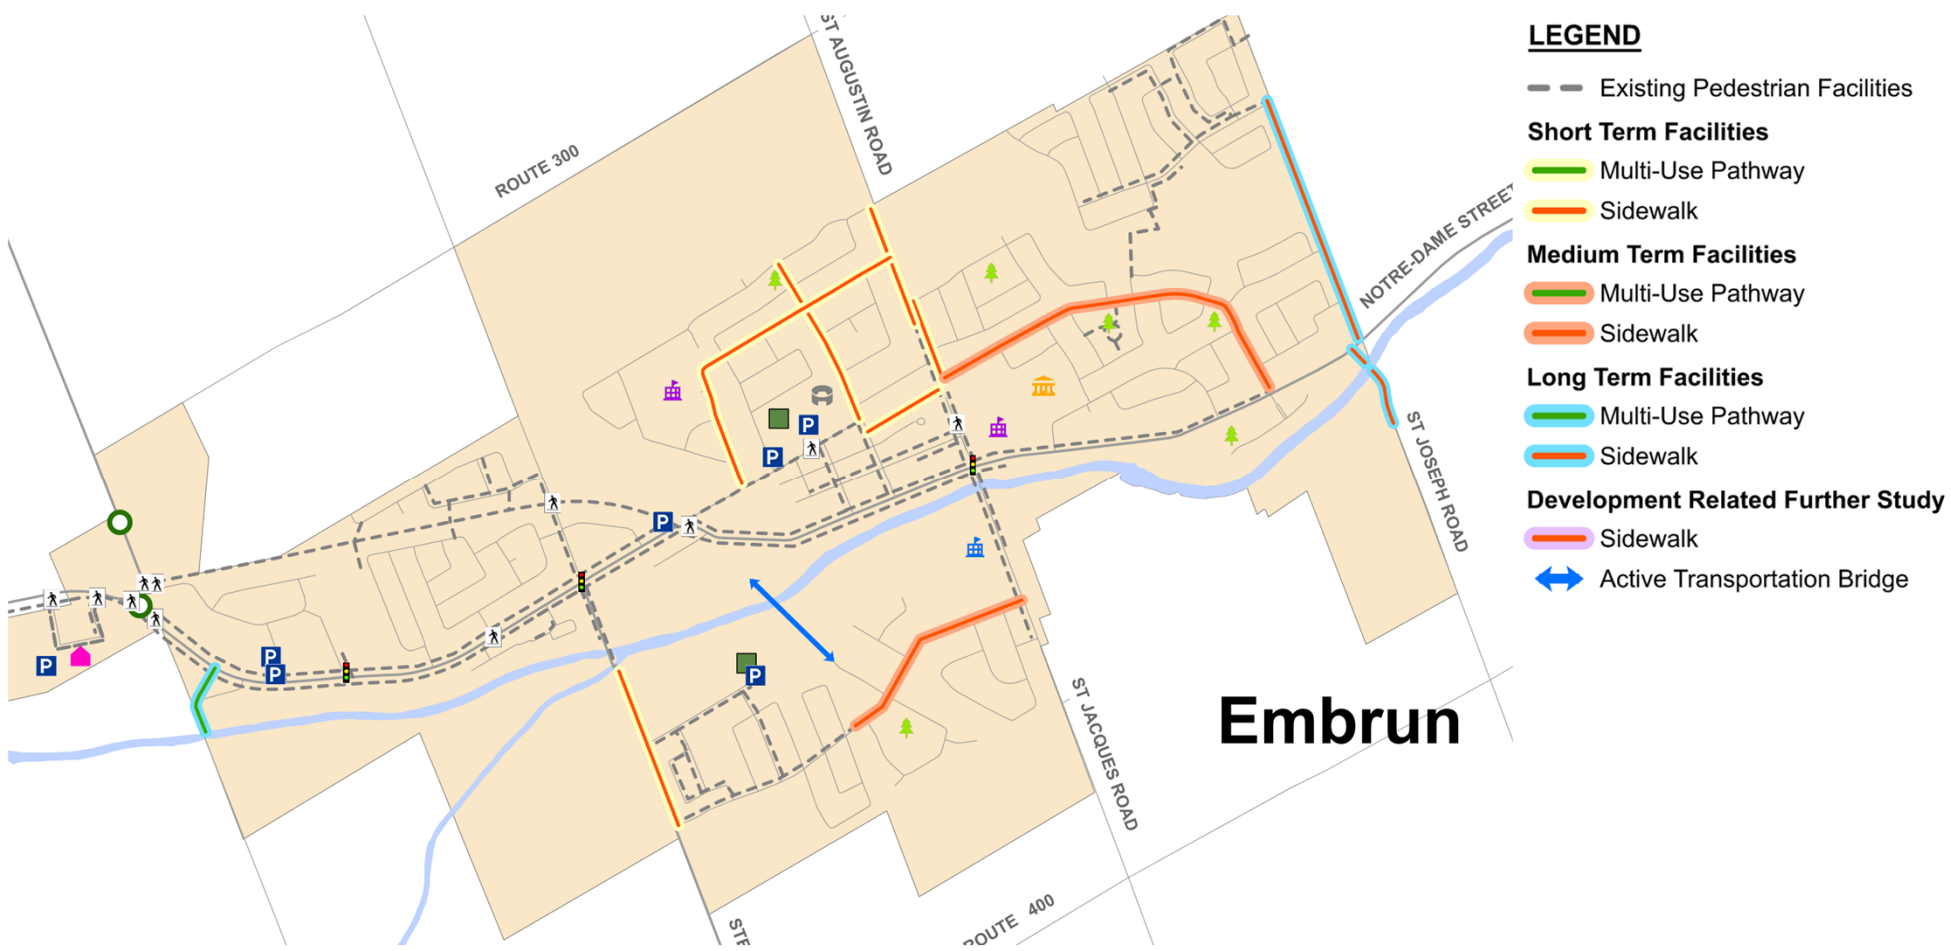 ST AUGUSTIN ROAD
ROUTE 300
NOTRE-DAME STREET
ST JOSEPH ROAD
ST JACQUES ROAD
ROUTE 400
Embrun
P
P
P
P
P
P
P
LEGEND
Existing Pedestrian Facilities
Short Term Facilities
Multi-Use Pathway
Sidewalk
Medium Term Facilities
Multi-Use Pathway
Sidewalk
Long Term Facilities
Multi-Use Pathway
Sidewalk
Development Related Further Study
Sidewalk
Active Transportation Bridge